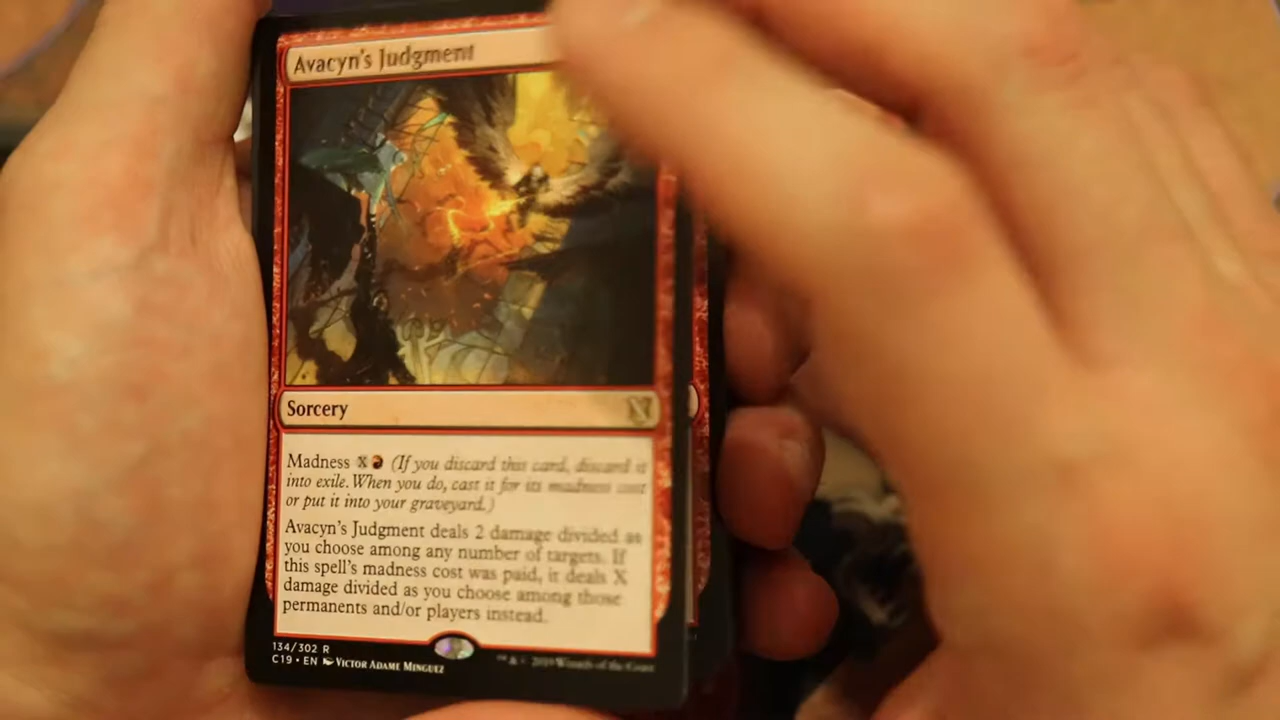 Avacyn's Judgment
Sorcery
Madness X (If you discard this card, discard it
into exile. When you do, cast it for its madness cost
or put it into your graveyard.)
Avacyn's Judgment deals 2 damage divided as
you choose among any number of targets. If
this spell's madness cost was paid, it deals X
damage divided as you choose among those
permanents and/or players instead.
134/302 R
C19 • EN Victor Adame Minguez
™ & © 2019 Wizards of the Coast